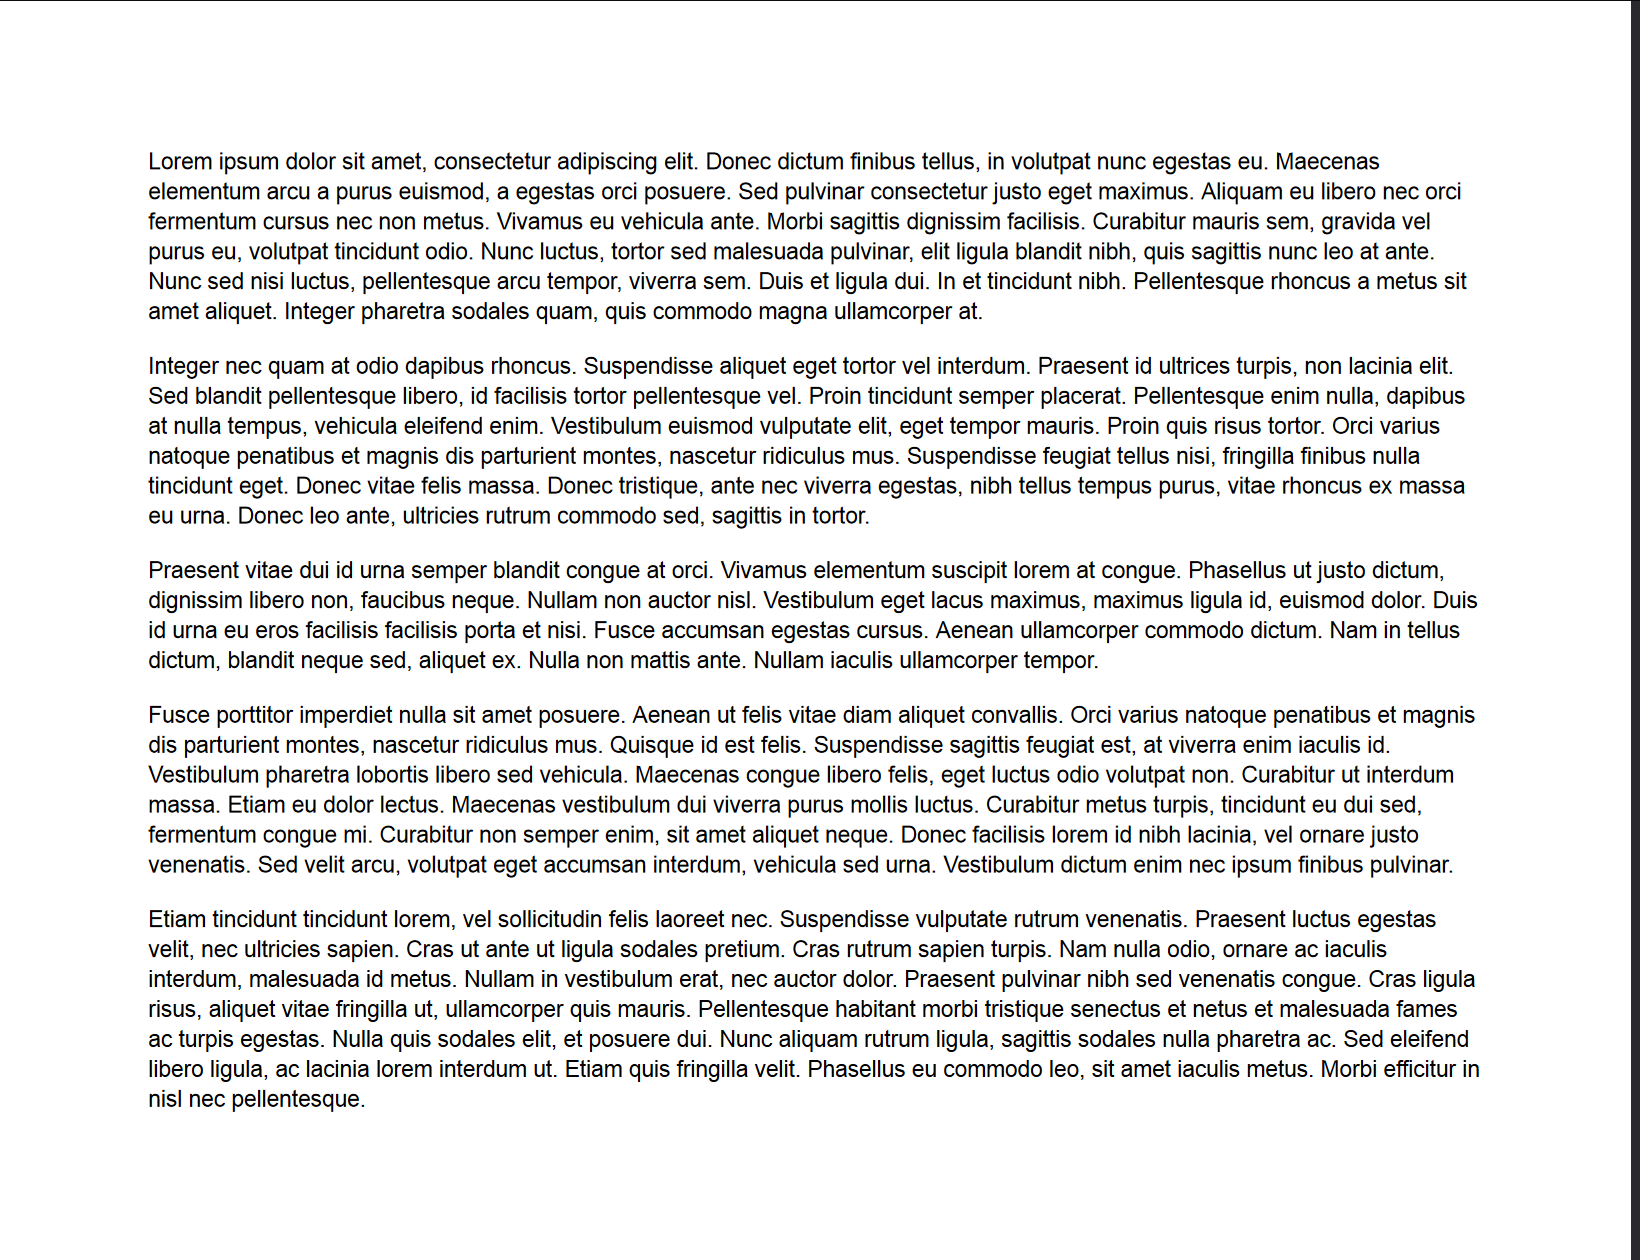 Lorem ipsum dolor sit amet, consectetur adipiscing elit. Donec dictum finibus tellus, in volutpat nunc egestas eu. Maecenas
elementum arcu a purus euismod, a egestas orci posuere. Sed pulvinar consectetur justo eget maximus. Aliquam eu libero nec orci
fermentum cursus nec non metus. Vivamus eu vehicula ante. Morbi sagittis dignissim facilisis. Curabitur mauris sem, gravida vel
purus eu, volutpat tincidunt odio. Nunc luctus, tortor sed malesuada pulvinar, elit ligula blandit nibh, quis sagittis nunc leo at ante.
Nunc sed nisi luctus, pellentesque arcu tempor, viverra sem. Duis et ligula dui. In et tincidunt nibh. Pellentesque rhoncus a metus sit
amet aliquet. Integer pharetra sodales quam, quis commodo magna ullamcorper at.
Integer nec quam at odio dapibus rhoncus. Suspendisse aliquet eget tortor vel interdum. Praesent id ultrices turpis, non lacinia elit.
Sed blandit pellentesque libero, id facilisis tortor pellentesque vel. Proin tincidunt semper placerat. Pellentesque enim nulla, dapibus
at nulla tempus, vehicula eleifend enim. Vestibulum euismod vulputate elit, eget tempor mauris. Proin quis risus tortor. Orci varius
natoque penatibus et magnis dis parturient montes, nascetur ridiculus mus. Suspendisse feugiat tellus nisi, fringilla finibus nulla
tincidunt eget. Donec vitae felis massa. Donec tristique, ante nec viverra egestas, nibh tellus tempus purus, vitae rhoncus ex massa
eu urna. Donec leo ante, ultricies rutrum commodo sed, sagittis in tortor.
Praesent vitae dui id urna semper blandit congue at orci. Vivamus elementum suscipit lorem at congue. Phasellus ut justo dictum,
dignissim libero non, faucibus neque. Nullam non auctor nisl. Vestibulum eget lacus maximus, maximus ligula id, euismod dolor. Duis
id urna eu eros facilisis facilisis porta et nisi. Fusce accumsan egestas cursus. Aenean ullamcorper commodo dictum. Nam in tellus
dictum, blandit neque sed, aliquet ex. Nulla non mattis ante. Nullam iaculis ullamcorper tempor.
Fusce porttitor imperdiet nulla sit amet posuere. Aenean ut felis vitae diam aliquet convallis. Orci varius natoque penatibus et magnis
dis parturient montes, nascetur ridiculus mus. Quisque id est felis. Suspendisse sagittis feugiat est, at viverra enim iaculis id.
Vestibulum pharetra lobortis libero sed vehicula. Maecenas congue libero felis, eget luctus odio volutpat non. Curabitur ut interdum
massa. Etiam eu dolor lectus. Maecenas vestibulum dui viverra purus mollis luctus. Curabitur metus turpis, tincidunt eu dui sed,
fermentum congue mi. Curabitur non semper enim, sit amet aliquet neque. Donec facilisis lorem id nibh lacinia, vel ornare justo
venenatis. Sed velit arcu, volutpat eget accumsan interdum, vehicula sed urna. Vestibulum dictum enim nec ipsum finibus pulvinar.
Etiam tincidunt tincidunt lorem, vel sollicitudin felis laoreet nec. Suspendisse vulputate rutrum venenatis. Praesent luctus egestas
velit, nec ultricies sapien. Cras ut ante ut ligula sodales pretium. Cras rutrum sapien turpis. Nam nulla odio, ornare ac iaculis
interdum, malesuada id metus. Nullam in vestibulum erat, nec auctor dolor. Praesent pulvinar nibh sed venenatis congue. Cras ligula
risus, aliquet vitae fringilla ut, ullamcorper quis mauris. Pellentesque habitant morbi tristique senectus et netus et malesuada fames
ac turpis egestas. Nulla quis sodales elit, et posuere dui. Nunc aliquam rutrum ligula, sagittis sodales nulla pharetra ac. Sed eleifend
libero ligula, ac lacinia lorem interdum ut. Etiam quis fringilla velit. Phasellus eu commodo leo, sit amet iaculis metus. Morbi efficitur in
nisl nec pellentesque.